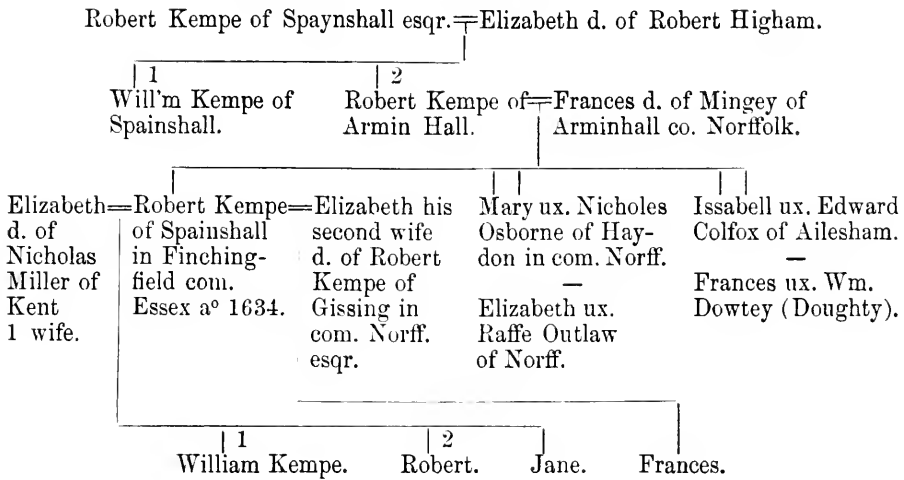 Robert Kempe of Spaynshall esqr.=Elizabeth d. of Robert Higham.
1
Will'm Kempe of
Spainshall.
2
Robert Kempe of=Frances d. of Mingey of
Armin Hall.
Arminhall co. Norffolk.
Elizabeth=
d. of
Nicholas
Miller of
Kent
1 wife.
Robert Kempe=
of Spainshall
in Finching-
field com.
Essex aº 1634.
Elizabeth his
second wife
d. of Robert
Kempe of
Gissing in
com. Norff.
esqr.
Mary ux. Nicholes
Osborne of Hay-
don in com. Norff.
—
Elizabeth ux.
Raffe Outlaw
of Norff.
Issabell ux. Edward
Colfox of Ailesham.
—
Frances ux. Wm.
Dowtey (Doughty).
1
William Kempe.
2
Robert.
Jane.
Frances.